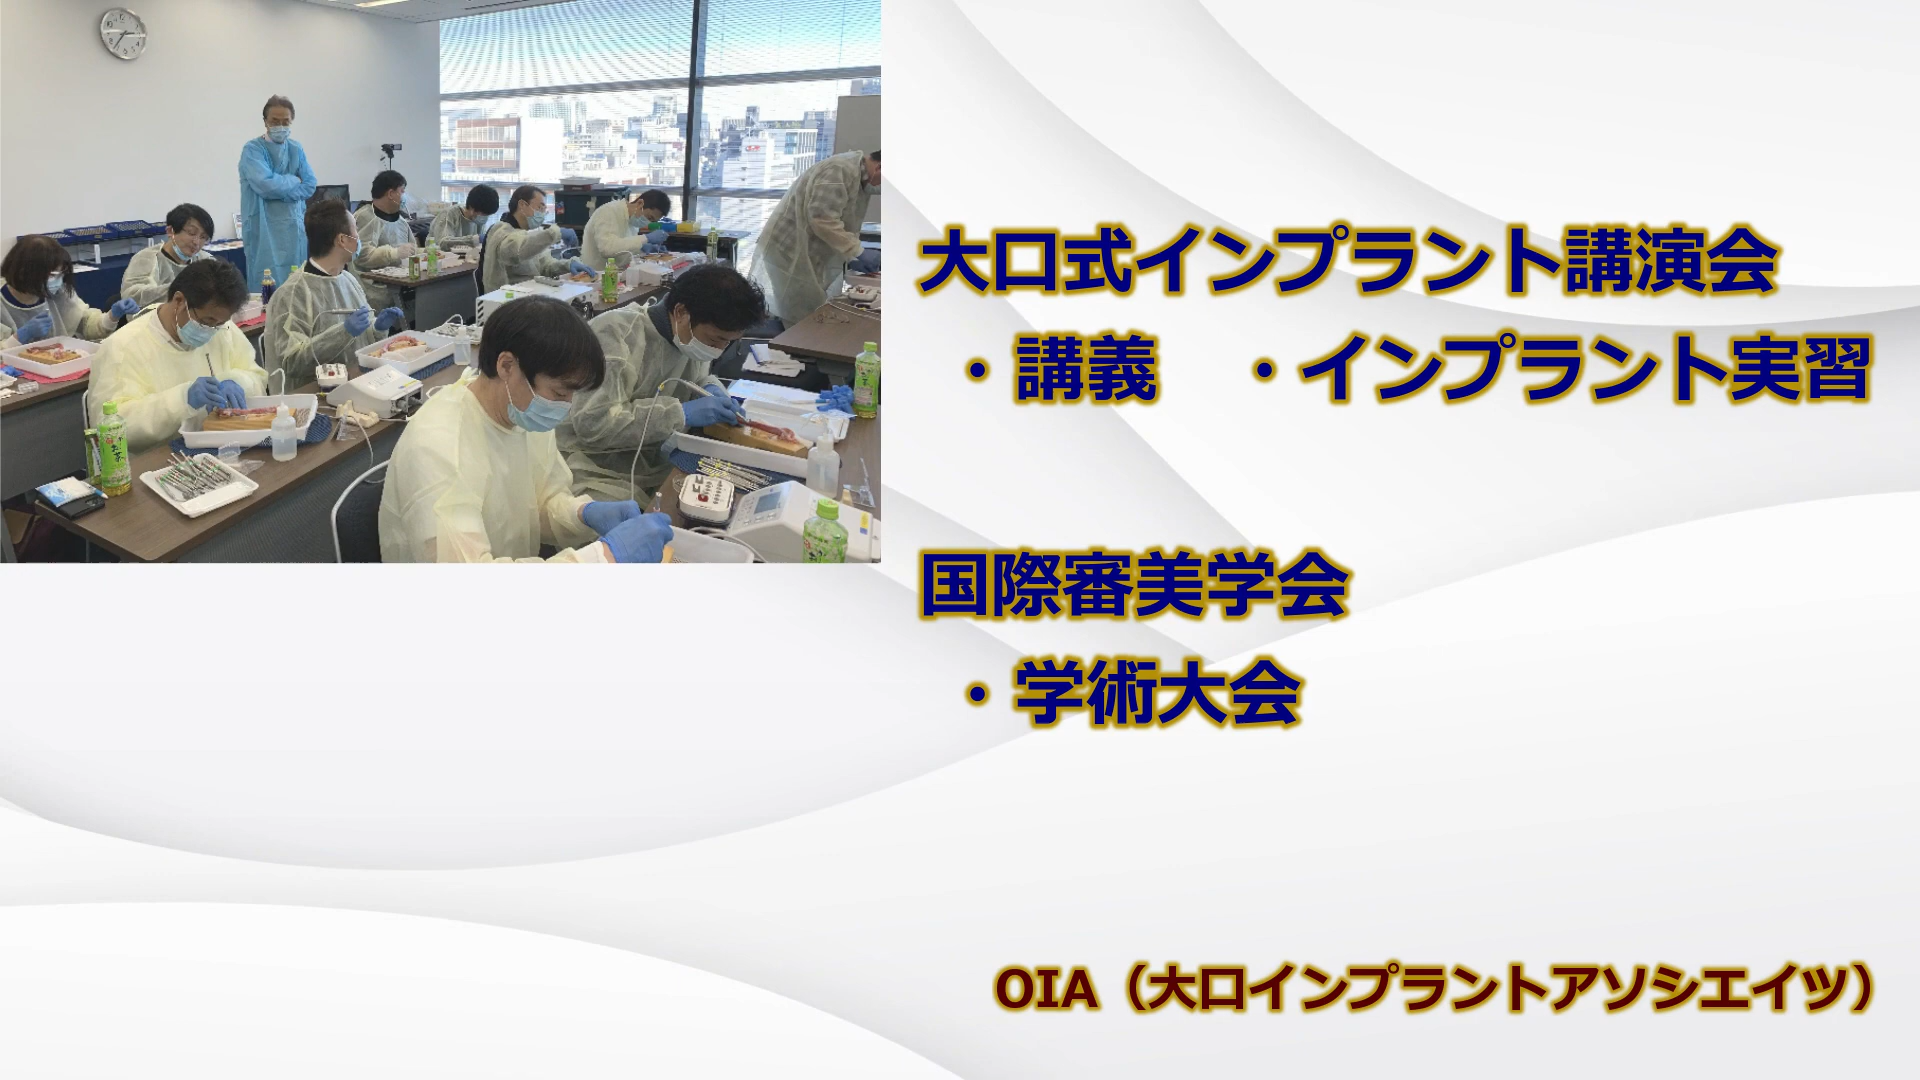 大口式インプラント講演会
・講義　・インプラント実習
国際審美学会
・学術大会
OIA（大口インプラントアソシエイツ）